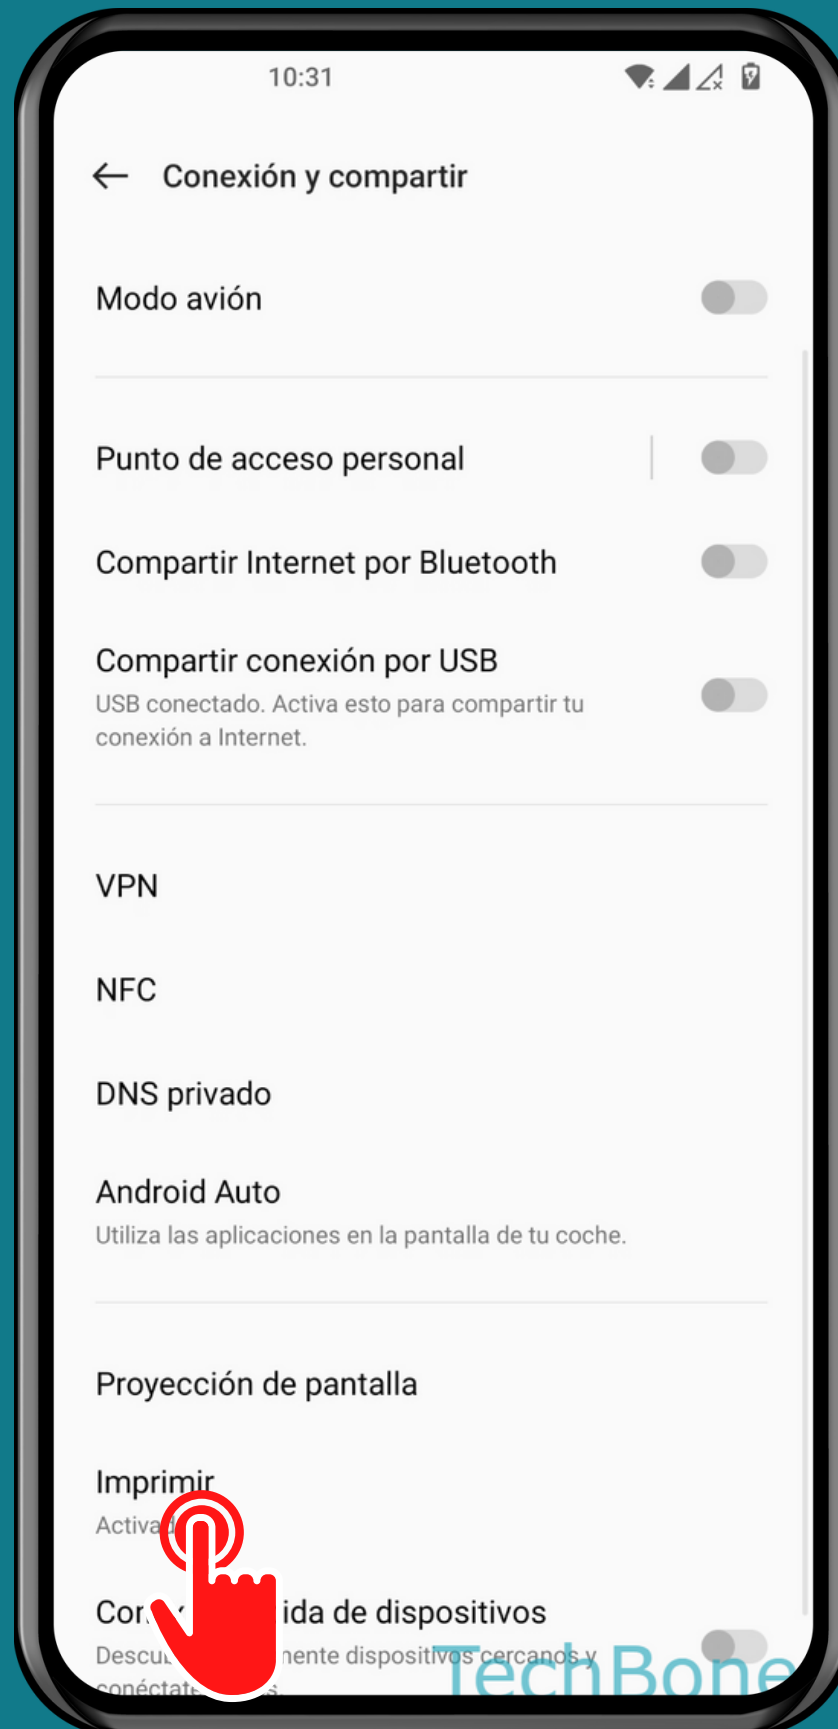 10:31
Conexión y compartir
Modo avión
Punto de acceso personal
Compartir Internet por Bluetooth
Compartir conexión por USB
USB conectado. Activa esto para compartir tu
conexión a Internet.
VPN
NFC
DNS privado
Android Auto
Utiliza las aplicaciones en la pantalla de tu coche.
Proyección de pantalla
Imprimir
de dispositivos
dispositivos cercanos y
TechBone